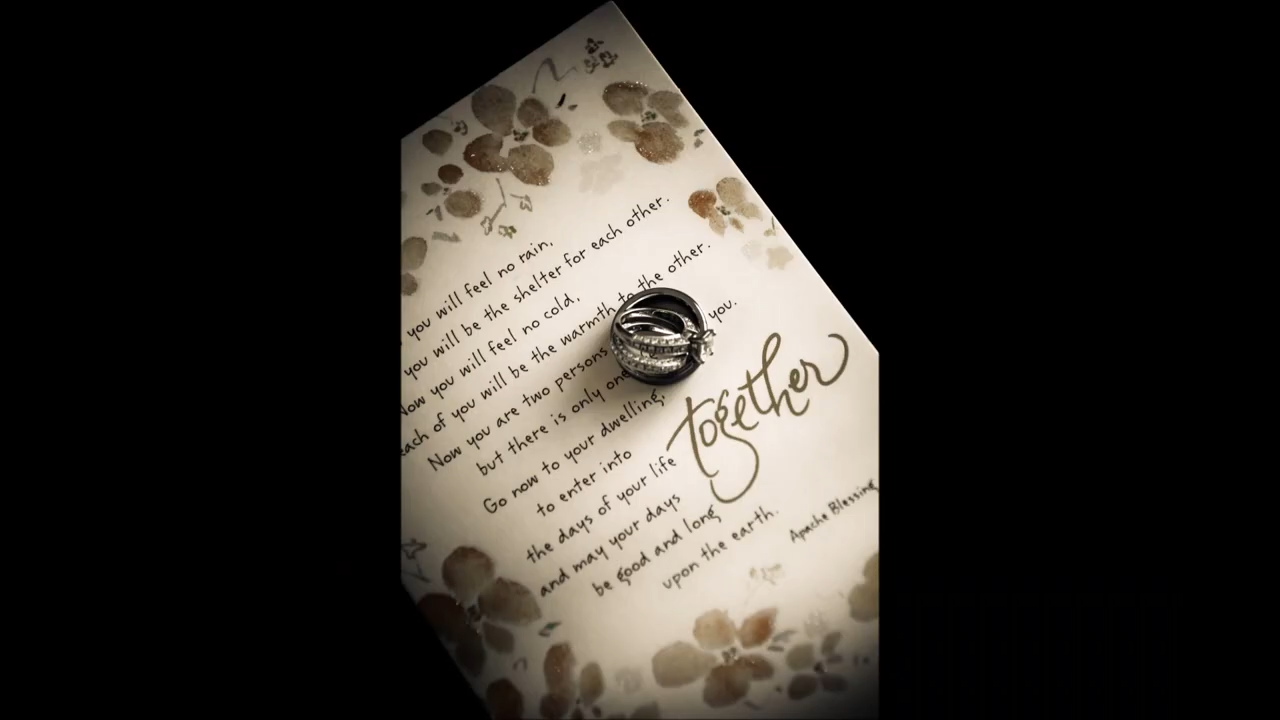 you will feel no rain,
you will be the shelter for each other.
Now you will feel no cold,
each of you will be the warmth to the other.
Now you are two persons you.
but there is only one
Go now to your dwelling,
to enter into
the days of your life
together
and may your days
be good and long
upon the earth.
Apache Blessing